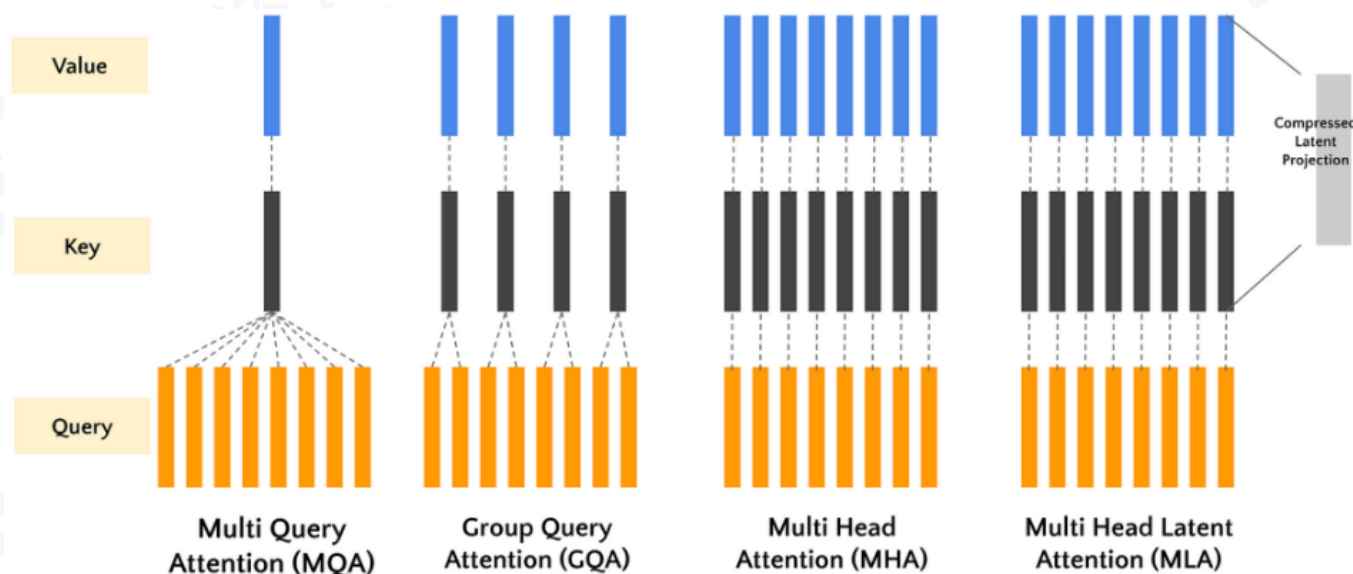 Value
Compressed
Latent
Projection
Key
Query
Multi Query
Attention (MQA)
Group Query
Attention (GQA)
Multi Head
Attention (MHA)
Multi Head Latent
Attention (MLA)